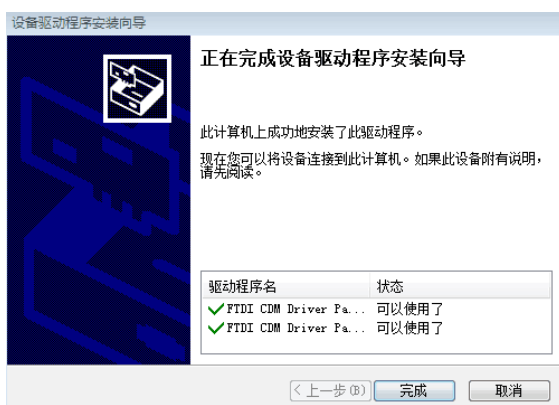 设备驱动程序安装向导
正在完成设备驱动程序安装向导
此计算机上成功地安装了此驱动程序。
现在您可以将设备连接到此计算机。如果此设备附有说明,
请先阅读。
驱动程序名 状态
FTDI CDM Driver Pa... 可以使用了
FTDI CDM Driver Pa... 可以使用了
< 上一步(B) 完成 取消